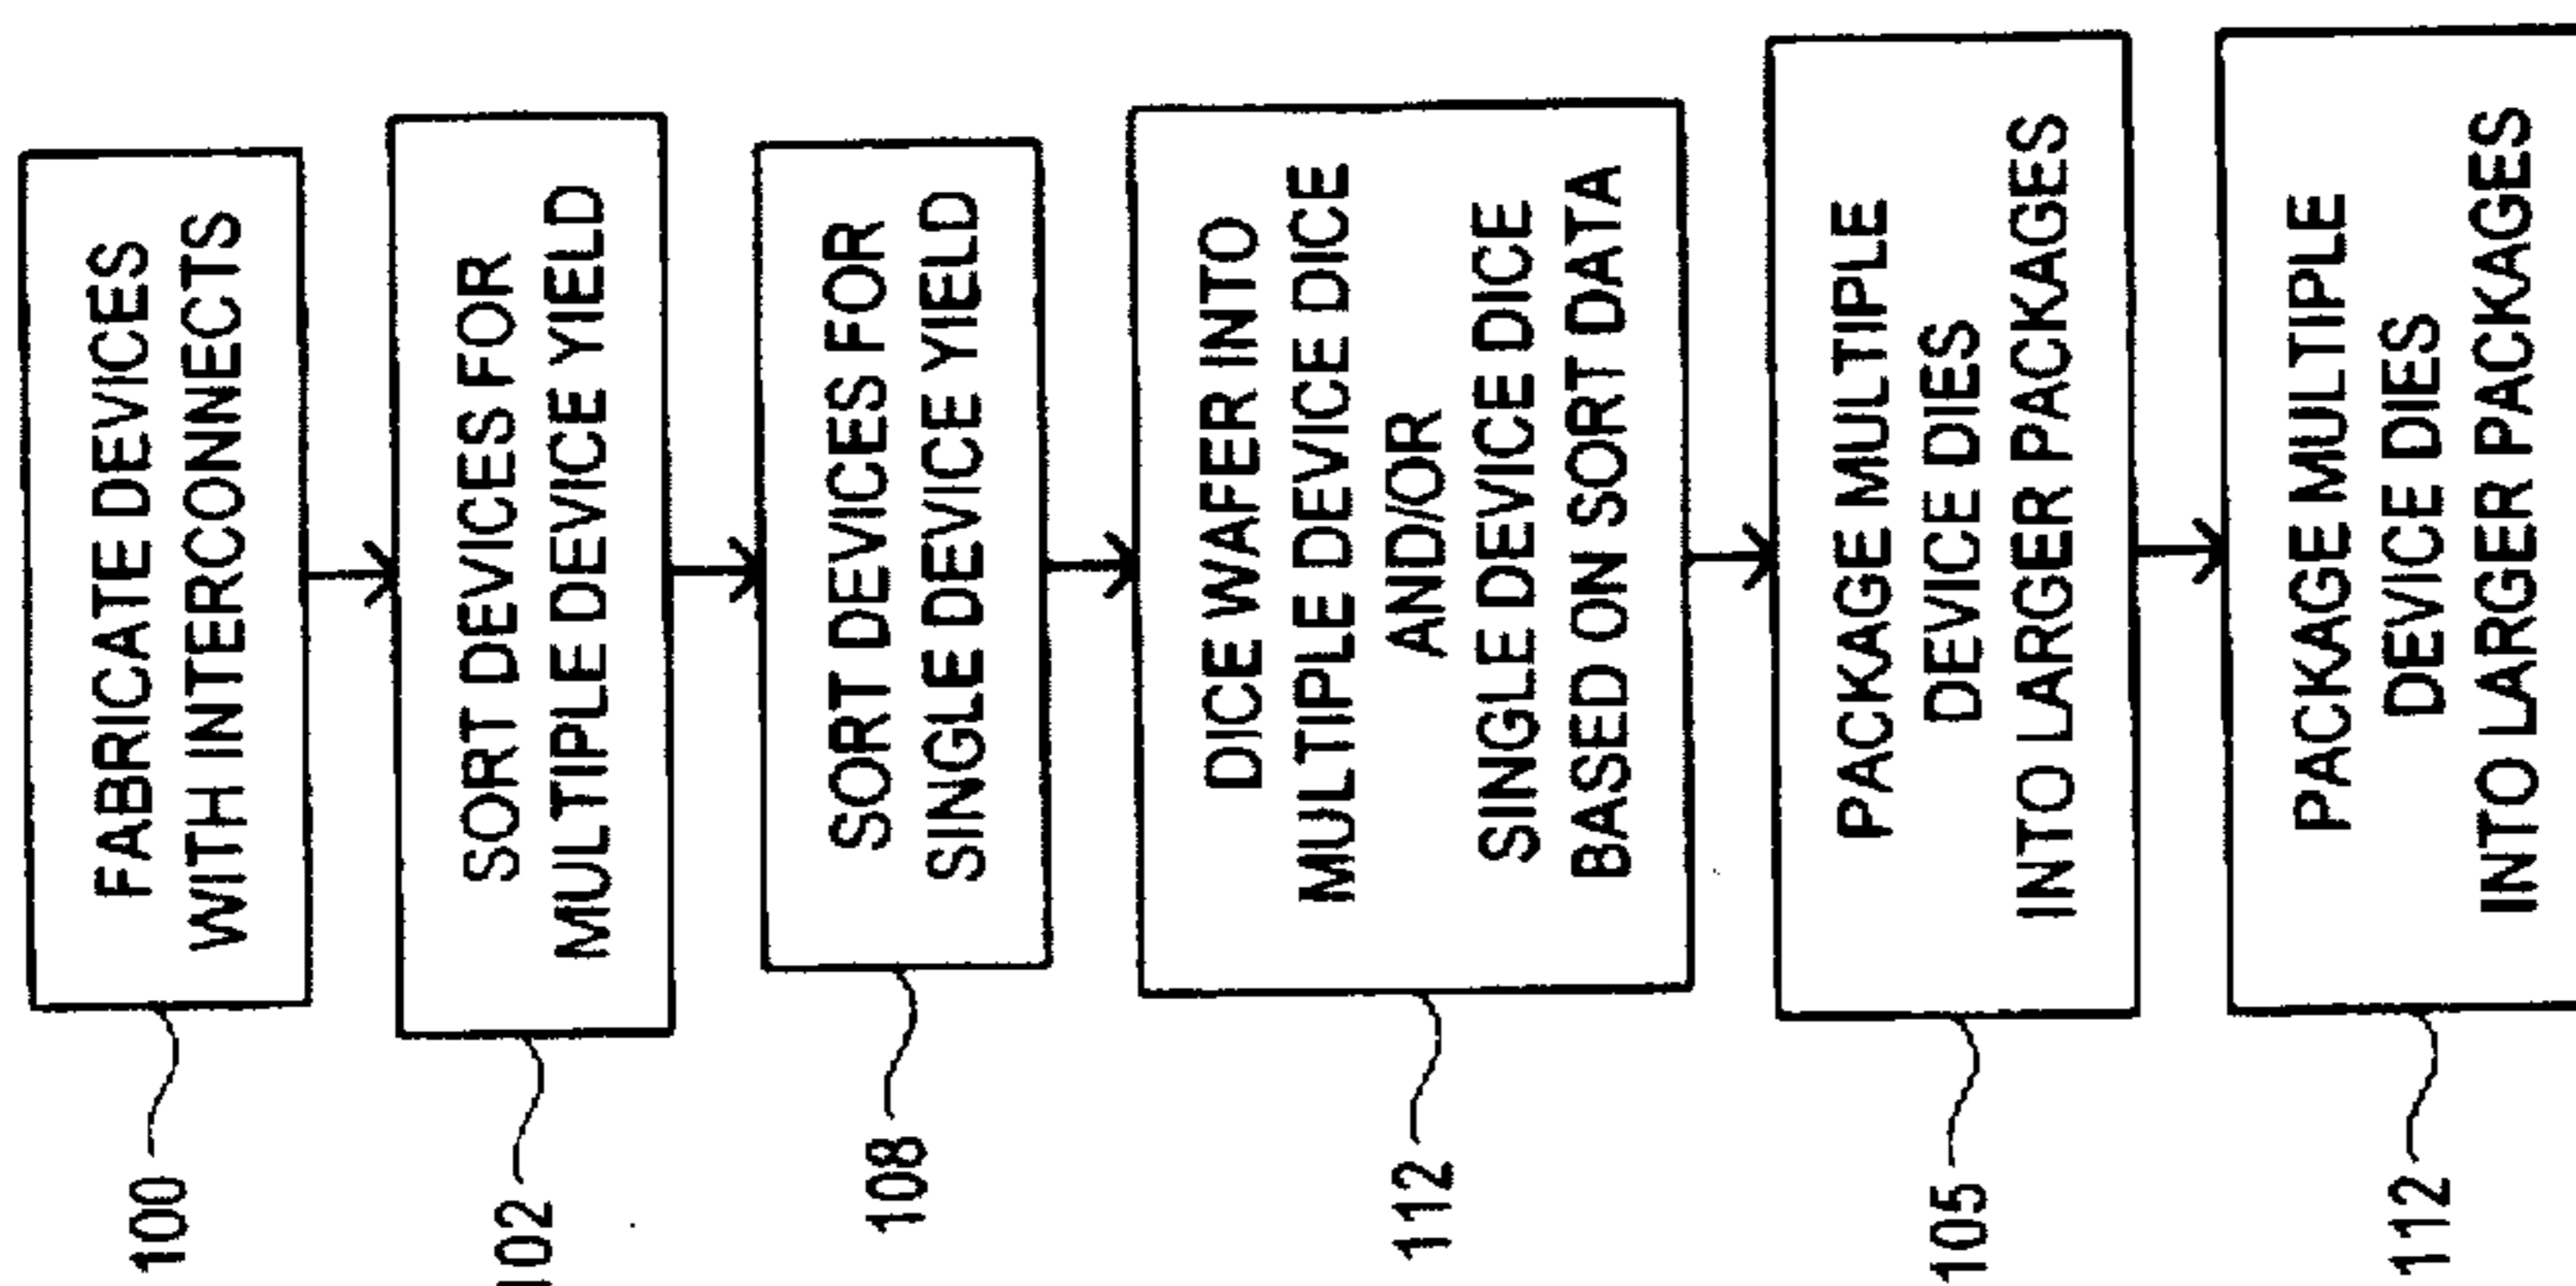 FABRICATE DEVICES
WITH INTERCONNECTS
100
SORT DEVICES FOR
MULTIPLE DEVICE YIELD
102
SORT DEVICES FOR
SINGLE DEVICE YIELD
108
DICE WAFER INTO
MULTIPLE DEVICE DICE
AND/OR
SINGLE DEVICE DICE
BASED ON SORT DATA
112
PACKAGE MULTIPLE
DEVICE DIES
INTO LARGER PACKAGES
105
PACKAGE MULTIPLE
DEVICE DIES
INTO LARGER PACKAGES
112